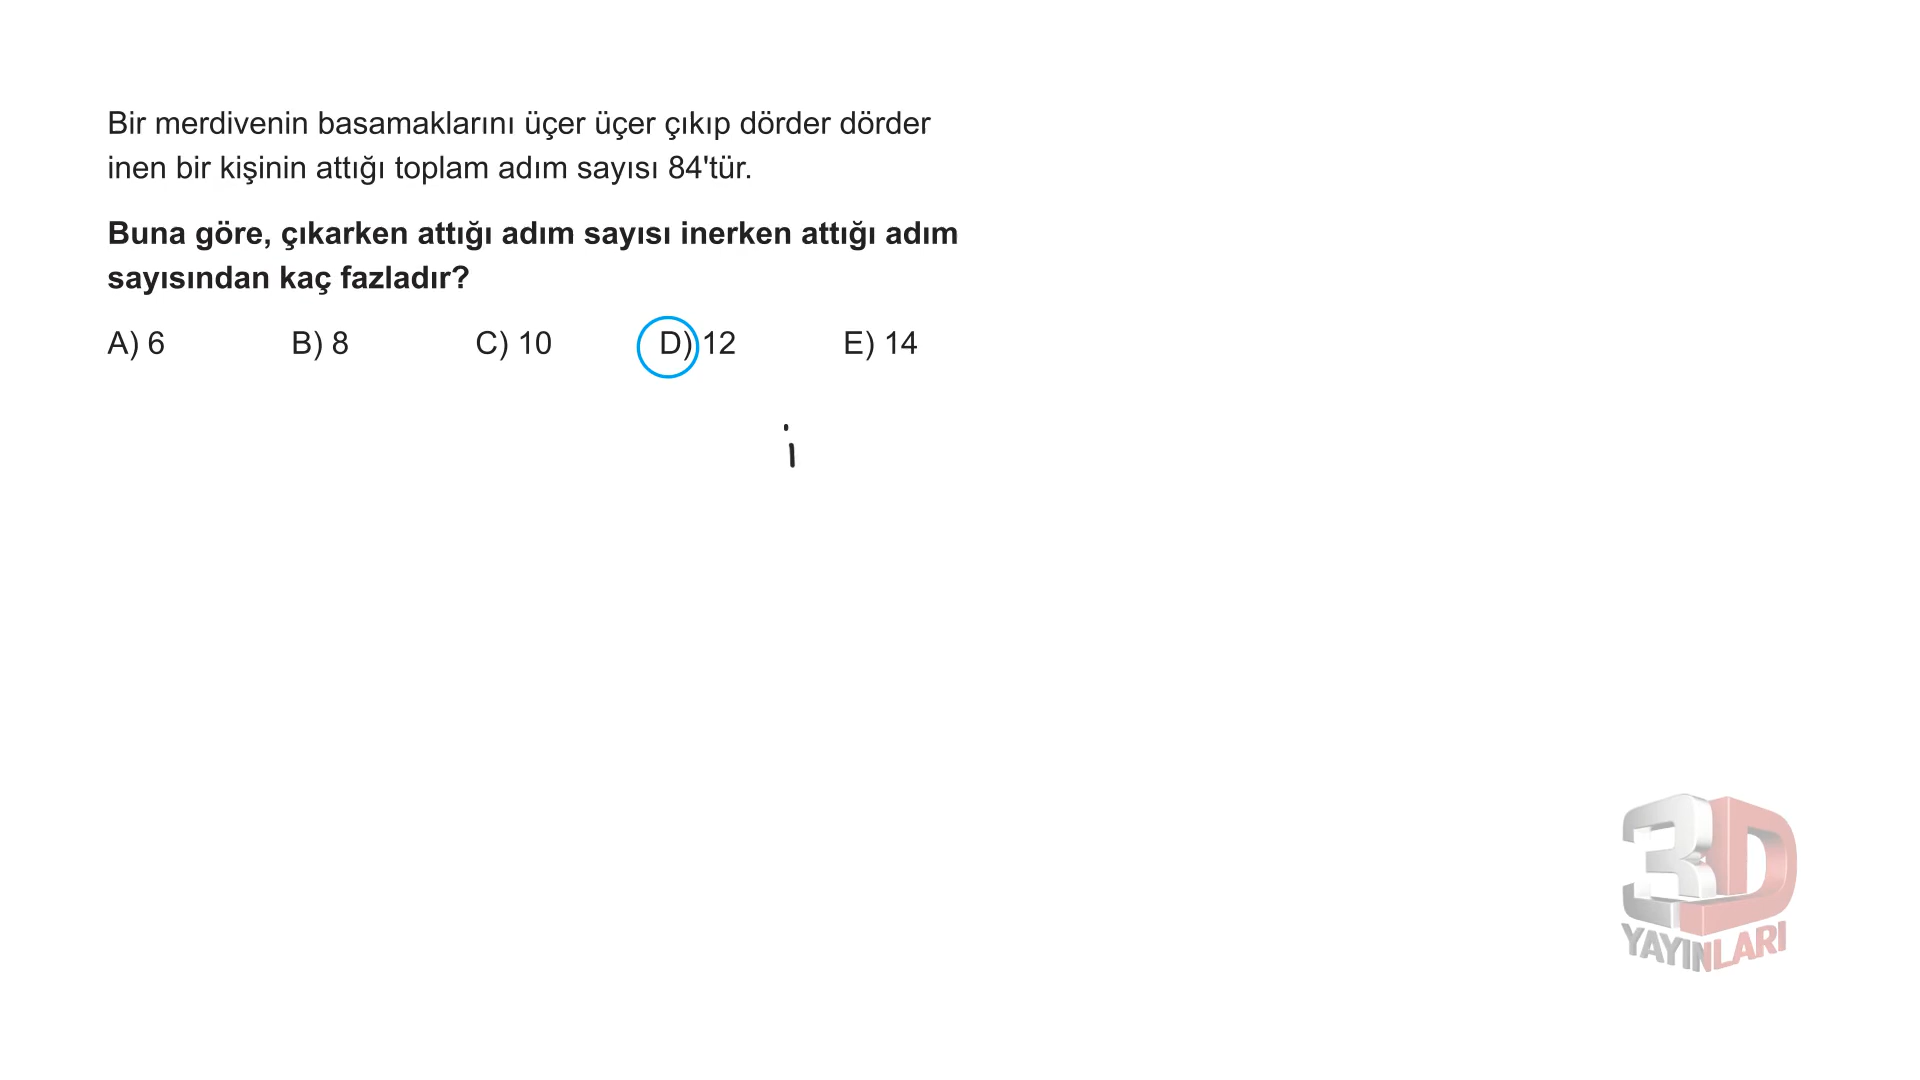 Bir merdivenin basamaklarını üçer üçer çıkıp dörder dörder
inen bir kişinin attığı toplam adım sayısı 84'tür.
Buna göre, çıkarken attığı adım sayısı inerken attığı adım
sayısından kaç fazladır?
A) 6 B) 8 C) 10 D) 12 E) 14
i
3D
YAYINLARI